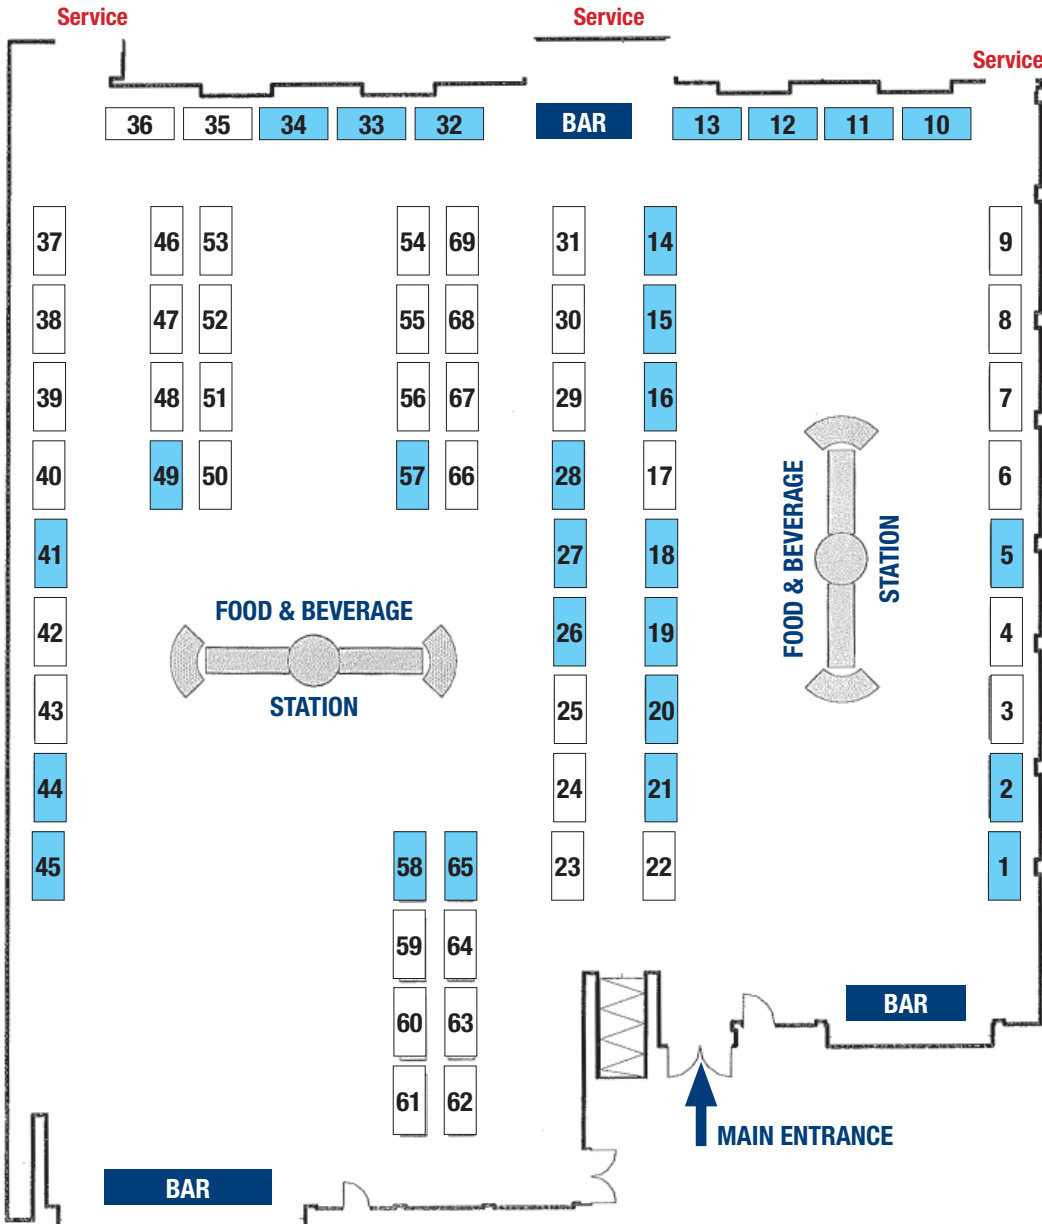 Service
Service
Service
36 35 34 33 32 BAR 13 12 11 10
37 46 53 54 69 31 14 9
38 47 52 55 68 30 15 8
39 48 51 56 67 29 16 7
40 49 50 57 66 28 17 6
41 27 18 5
42 26 19 4
43 25 20 3
44 24 21 2
45 58 65 23 22 1
59 64
60 63
61 62
FOOD & BEVERAGE
STATION
FOOD & BEVERAGE
STATION
BAR
MAIN ENTRANCE
BAR